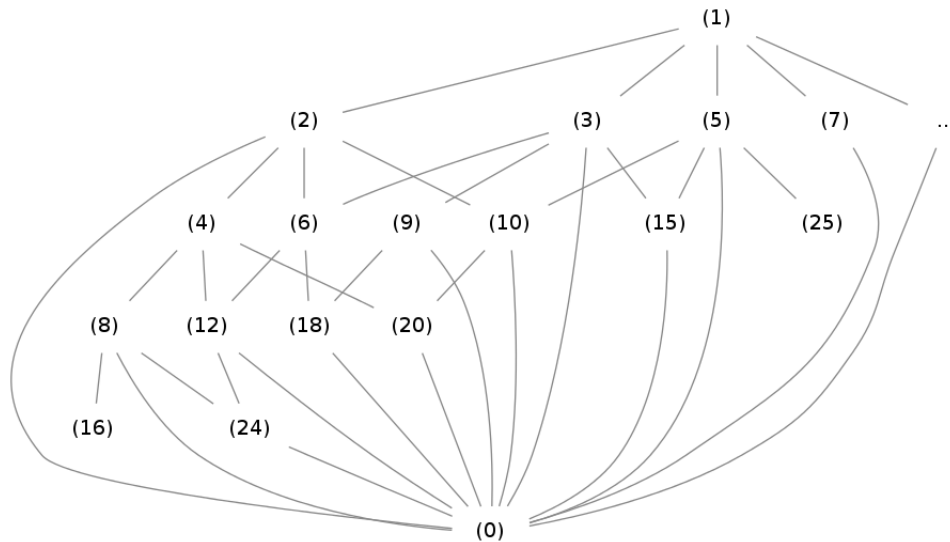 (1)
(2) (3) (5) (7) ..
(4) (6) (9) (10) (15) (25)
(8) (12) (18) (20)
(16) (24)
(0)